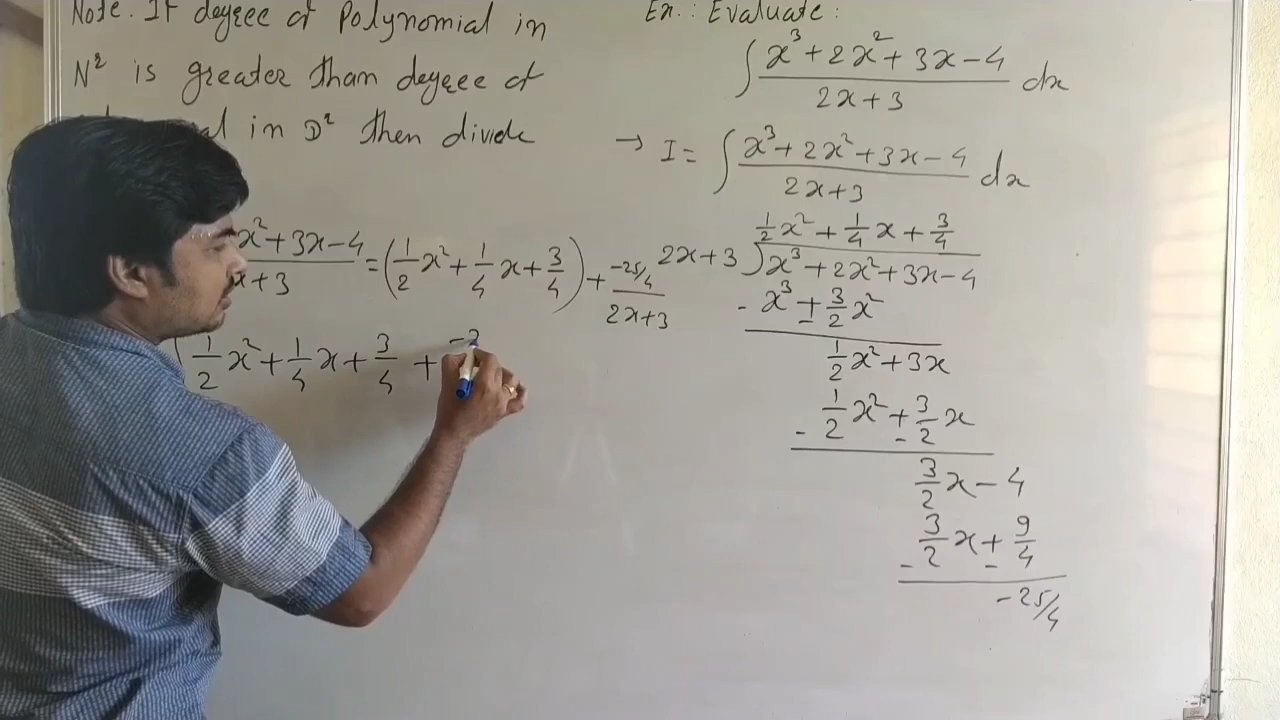 Note. If degree of Polynomial in
Nʳ is greater than degree of
in Dʳ then divide
x² + 3x - 4 / x + 3 = (1/2 x² + 1/4 x + 3/4) + (-25/4)/(2x + 3)
∫ 1/2 x² + 1/4 x + 3/4 + -2
Ex.: Evaluate:
∫ (x³ + 2x² + 3x - 4)/(2x + 3) dx
→ I = ∫ (x³ + 2x² + 3x - 4)/(2x + 3) dx
1/2 x² + 1/4 x + 3/4
2x + 3 ) x³ + 2x² + 3x - 4
- x³ + 3/2 x²
-
1/2 x² + 3x
- 1/2 x² + 3/2 x
-
3/2 x - 4
- 3/2 x + 9/4
-
-25/4